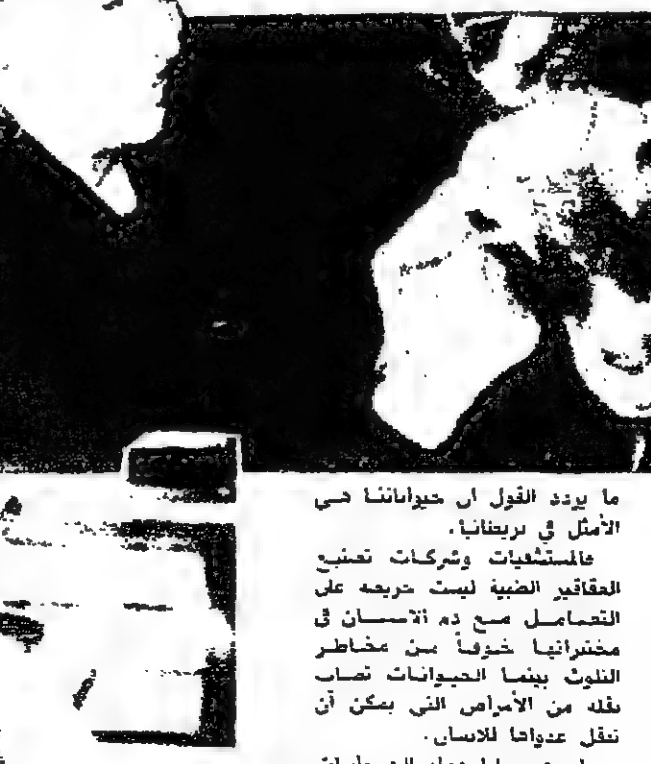 ما يردد القول ان حيواناتنا هي
الأمثل في بريطانيا.
فالمستشفيات وشركات تصنيع
العقاقير الطبية ليست حريصة على
التعامل مع دم الانسان في
مختبراتها خوفاً من مخاطر
التلوث بينما الحيوانات تصاب
بقلة من الأمراض التي يمكن أن
تنقل عدواها للانسان.